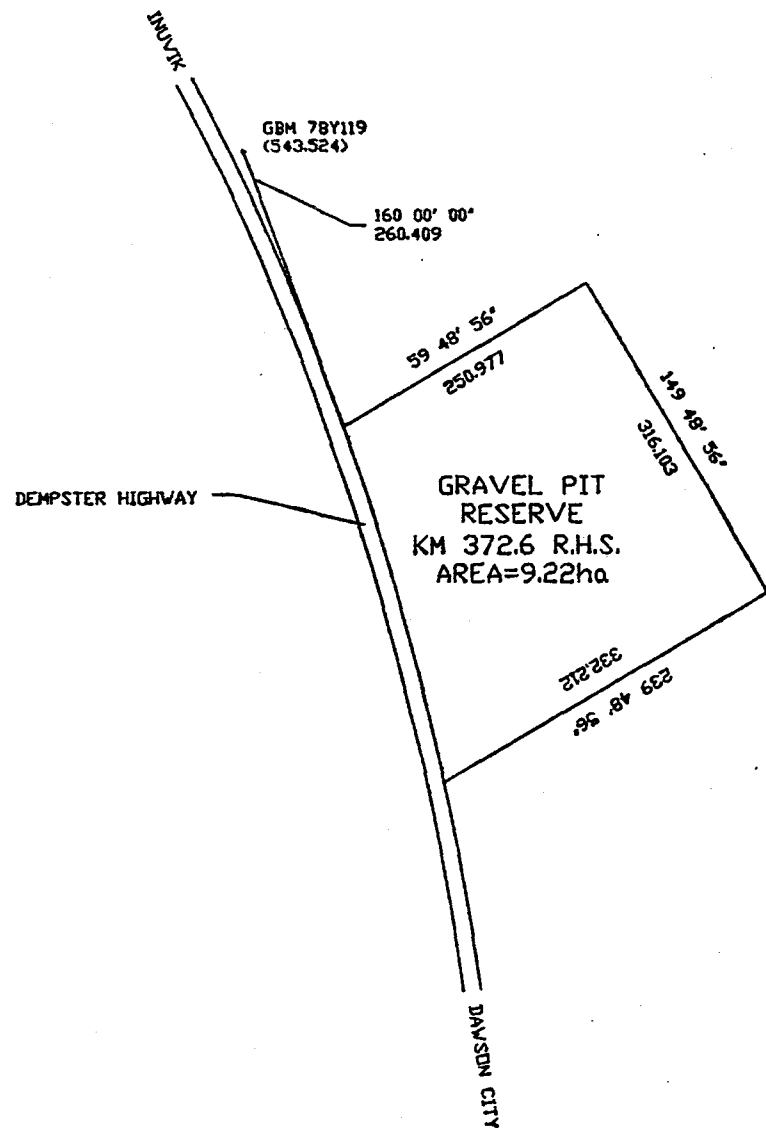 INUVIK
GBM 78Y119
(543.524)
160 00' 00"
260.409
59 48' 56"
250.977
149 48' 56"
316.103
DEMPSTER HIGHWAY
GRAVEL PIT
RESERVE
KM 372.6 R.H.S.
AREA=9.22ha
332.212
239 48' 56"
DAWSON CITY